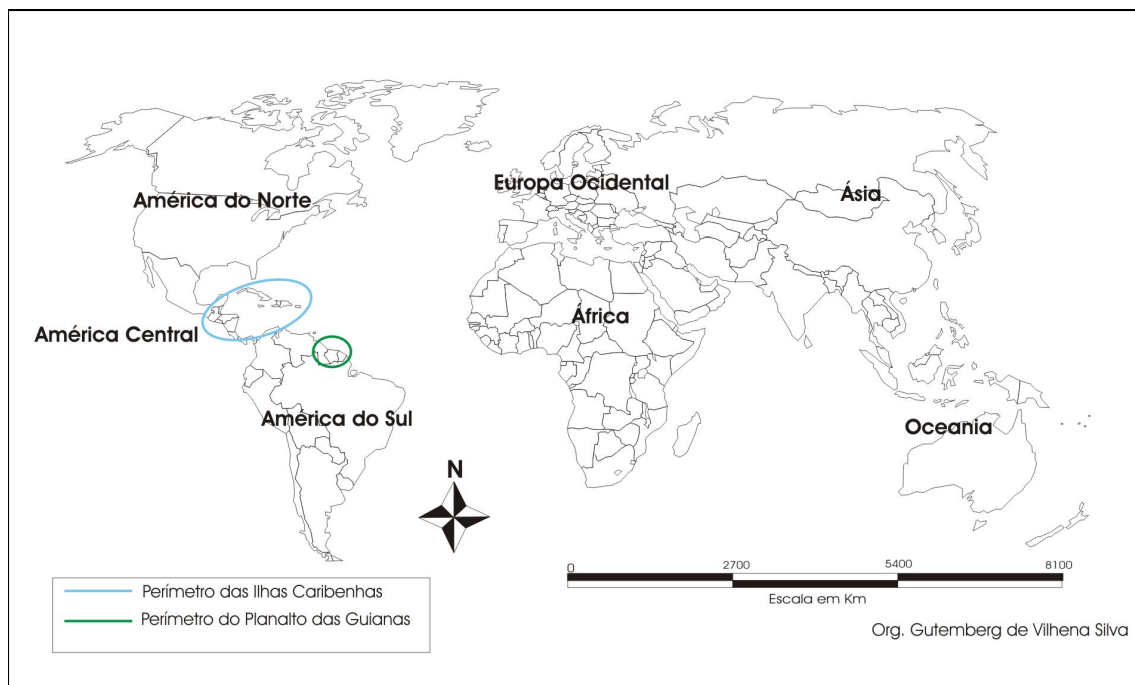 Europa Ocidental
Ásia
América do Norte
África
América Central
América do Sul
Oceania
N
0 2700 5400 8100
Escala em Km
Perímetro das Ilhas Caribenhas
Perímetro do Planalto das Guianas
Org. Gutemberg de Vilhena Silva